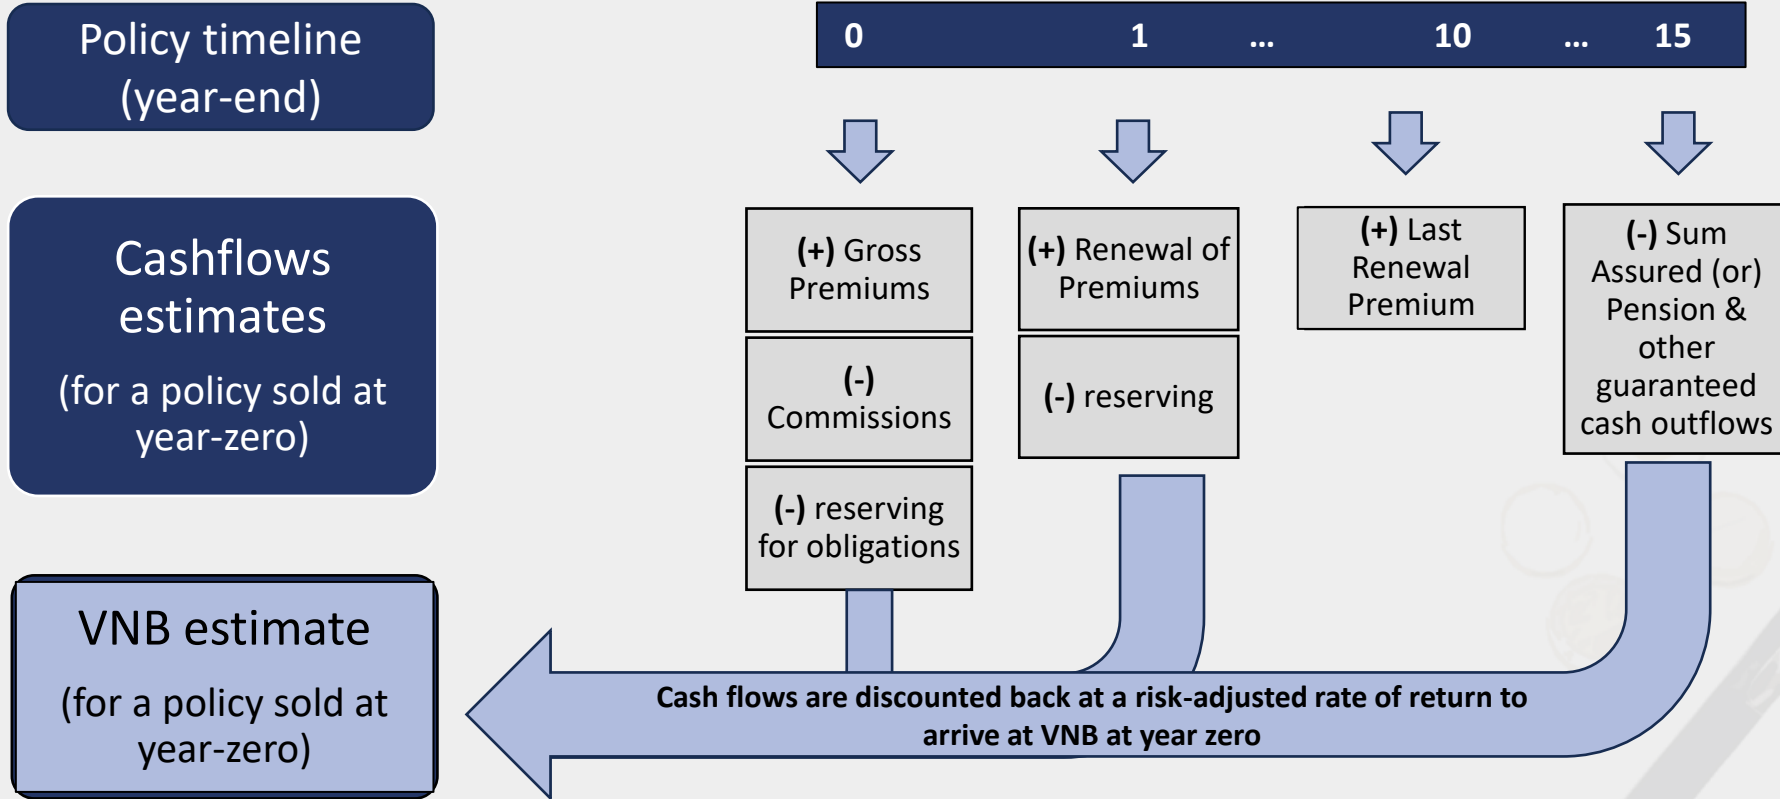 Policy timeline
(year-end)
0 1 ... 10 ... 15
Cashflows
estimates
(for a policy sold at
year-zero)
(+) Gross
Premiums
(-)
Commissions
(-) reserving
for obligations
(+) Renewal of
Premiums
(-) reserving
(+) Last
Renewal
Premium
(-) Sum
Assured (or)
Pension &
other
guaranteed
cash outflows
VNB estimate
(for a policy sold at
year-zero)
Cash flows are discounted back at a risk-adjusted rate of return to
arrive at VNB at year zero